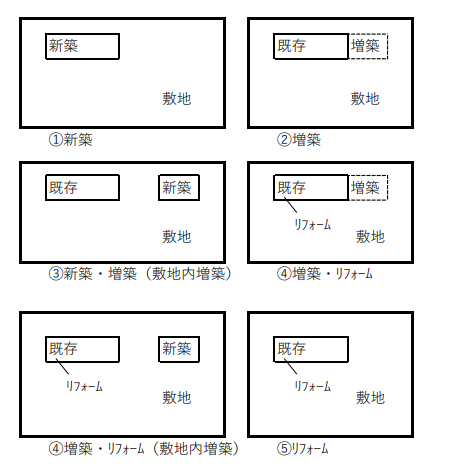 新築
敷地
①新築
既存 増築
敷地
②増築
既存 新築
敷地
③新築・増築（敷地内増築）
既存 増築
ﾘﾌｫｰﾑ
敷地
④増築・ﾘﾌｫｰﾑ
既存 新築
ﾘﾌｫｰﾑ
敷地
④増築・ﾘﾌｫｰﾑ（敷地内増築）
既存
ﾘﾌｫｰﾑ
敷地
⑤ﾘﾌｫｰﾑ